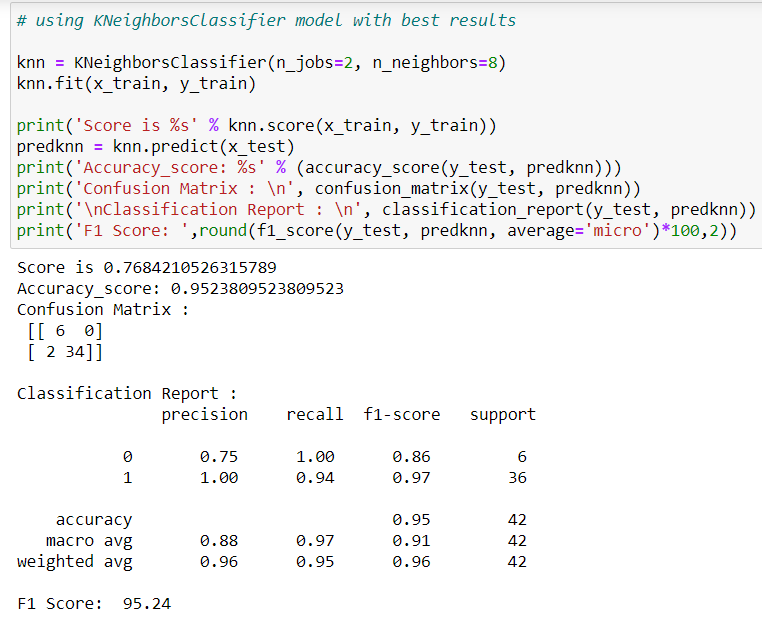 # using KNeighborsClassifier model with best results
knn = KNeighborsClassifier(n_jobs=2, n_neighbors=8)
knn.fit(x_train, y_train)
print('Score is %s' % knn.score(x_train, y_train))
predknn = knn.predict(x_test)
print('Accuracy_score: %s' % (accuracy_score(y_test, predknn)))
print('Confusion Matrix : \n', confusion_matrix(y_test, predknn))
print('\nClassification Report : \n', classification_report(y_test, predknn))
print('F1 Score: ',round(f1_score(y_test, predknn, average='micro')*100,2))
Score is 0.7684210526315789
Accuracy_score: 0.9523809523809523
Confusion Matrix :
[[ 6  0]
[ 2 34]]
Classification Report :
precision    recall  f1-score   support
0       0.75      1.00      0.86         6
1       1.00      0.94      0.97        36
accuracy                           0.95        42
macro avg       0.88      0.97      0.91        42
weighted avg       0.96      0.95      0.96        42
F1 Score:  95.24